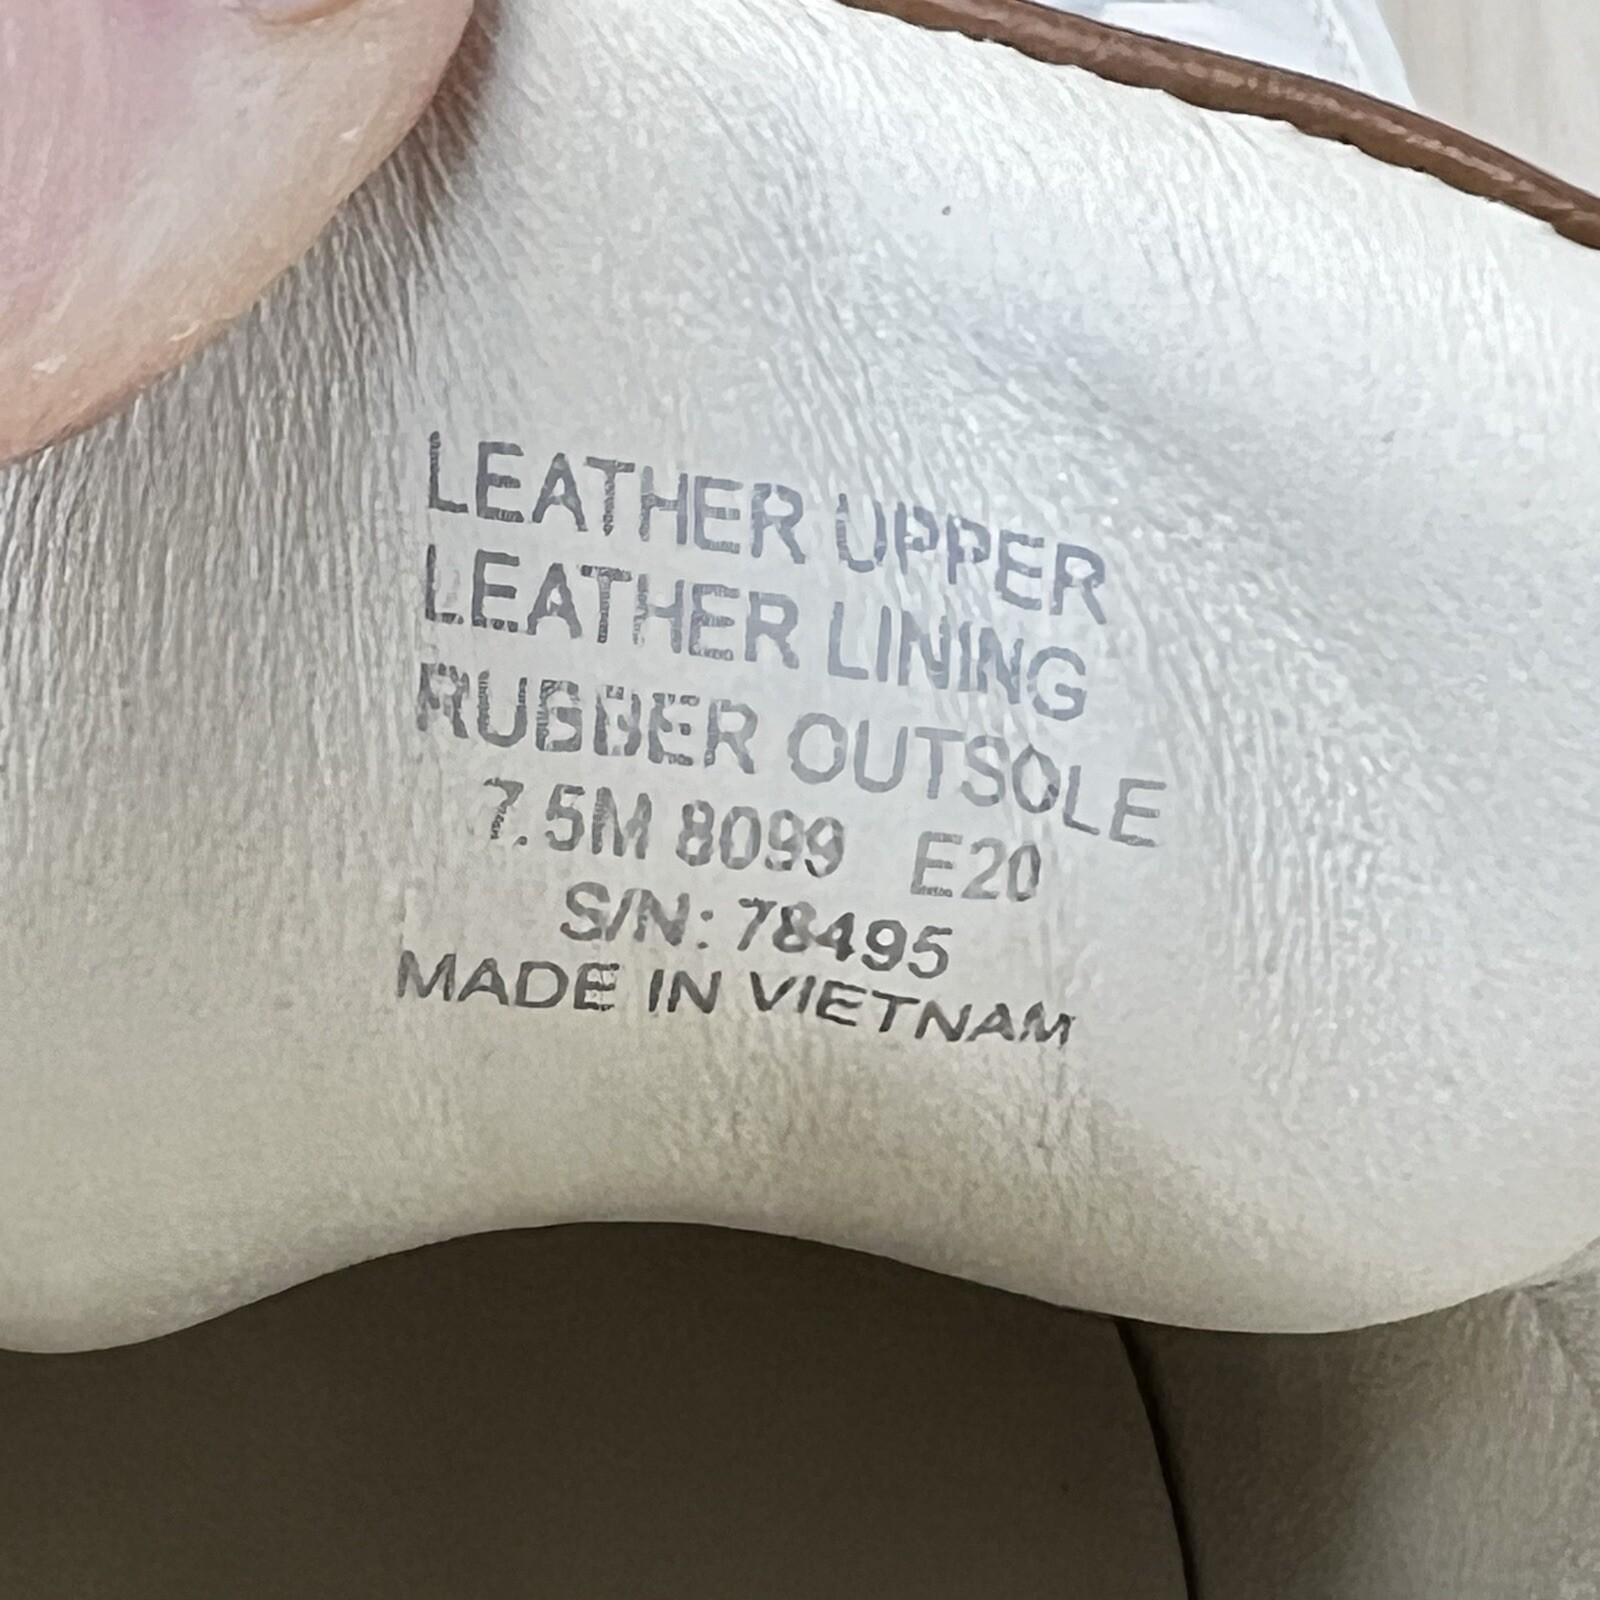 LEATHER UPPER
LEATHER LINING
RUBBER OUTSOLE
7.5M 8099 E20
S/N: 78495
MADE IN VIETNAM